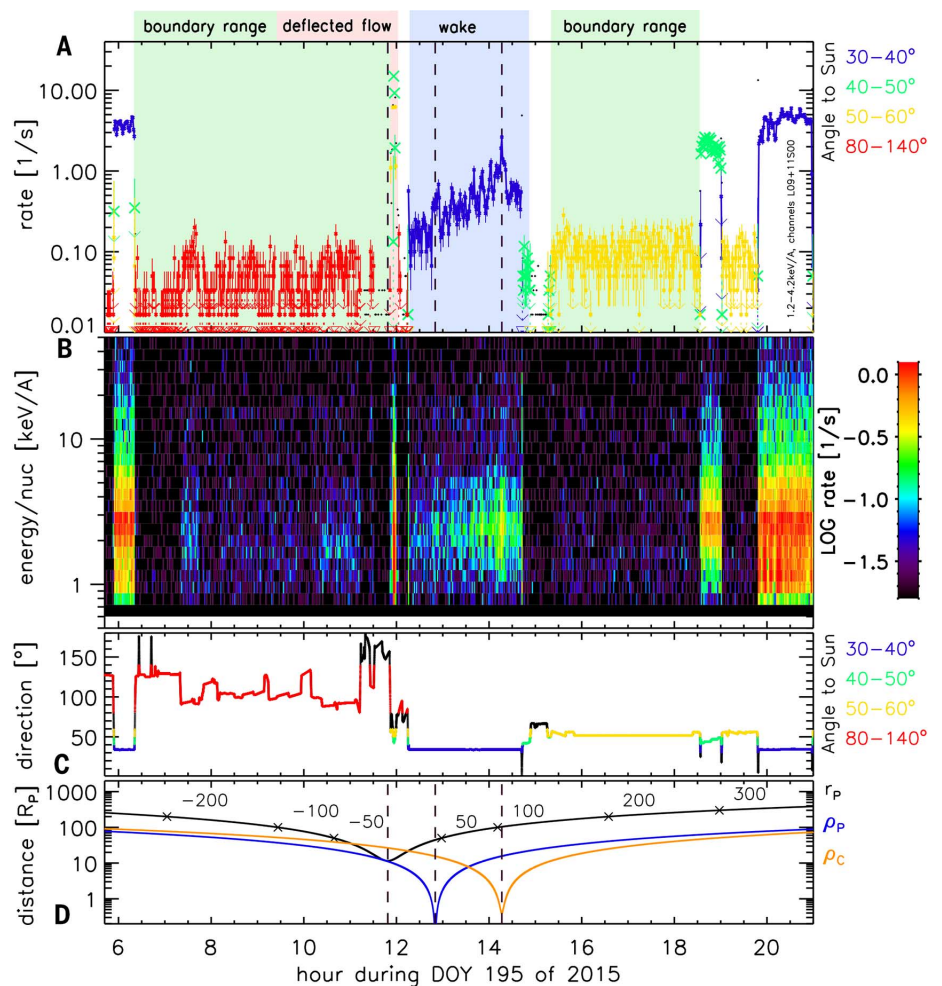 boundary range deflected flow wake boundary range
A
10.00
1.00
0.10
0.01
rate [1/s]
1.2−4.2keV/A, channels L09+11S00
Angle to Sun
30−40°
40−50°
50−60°
80−140°
B
10
1
energy/nuc [keV/A]
0.0
−0.5
−1.0
−1.5
LOG rate [1/s]
150
100
50
direction [°]
C
Angle to Sun
30−40°
40−50°
50−60°
80−140°
1000
100
10
1
distance [R_P]
D
−200 −100 −50 50 100 200 300
r_P
ρ_P
ρ_C
6 8 10 12 14 16 18 20
hour during DOY 195 of 2015